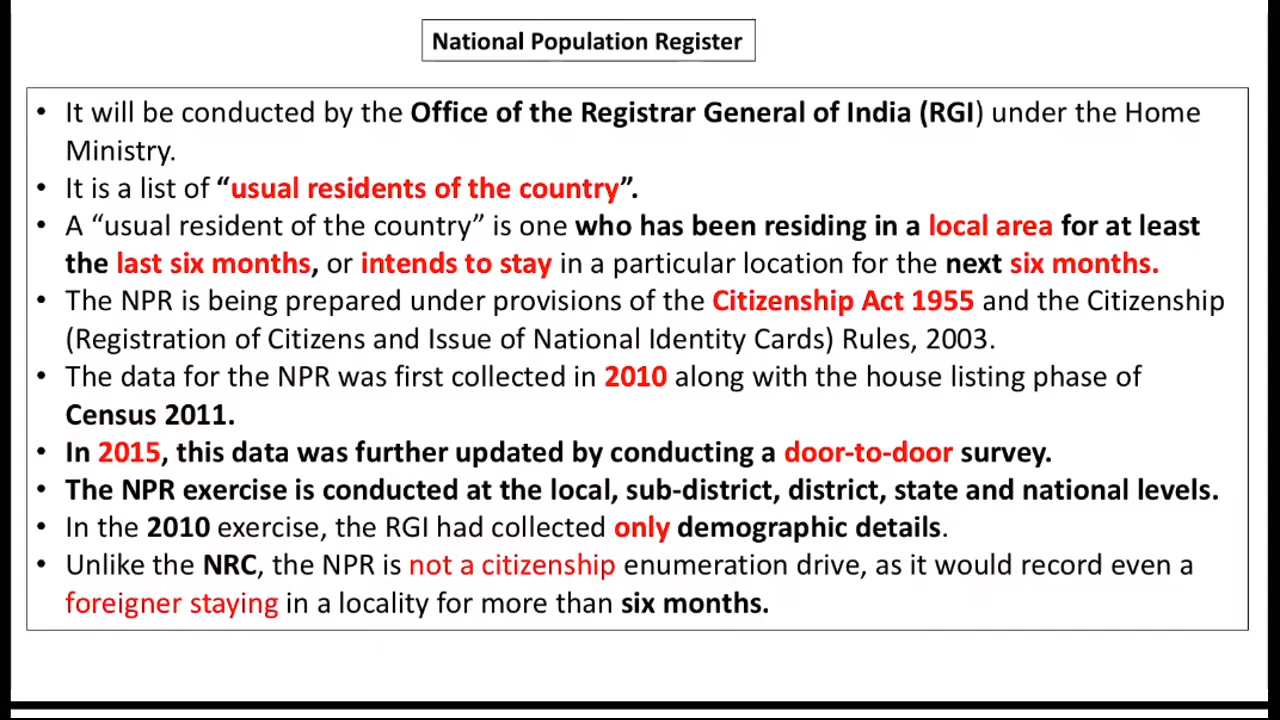 National Population Register
• It will be conducted by the Office of the Registrar General of India (RGI) under the Home
Ministry.
• It is a list of “usual residents of the country”.
• A “usual resident of the country” is one who has been residing in a local area for at least
the last six months, or intends to stay in a particular location for the next six months.
• The NPR is being prepared under provisions of the Citizenship Act 1955 and the Citizenship
(Registration of Citizens and Issue of National Identity Cards) Rules, 2003.
• The data for the NPR was first collected in 2010 along with the house listing phase of
Census 2011.
• In 2015, this data was further updated by conducting a door-to-door survey.
• The NPR exercise is conducted at the local, sub-district, district, state and national levels.
• In the 2010 exercise, the RGI had collected only demographic details.
• Unlike the NRC, the NPR is not a citizenship enumeration drive, as it would record even a
foreigner staying in a locality for more than six months.